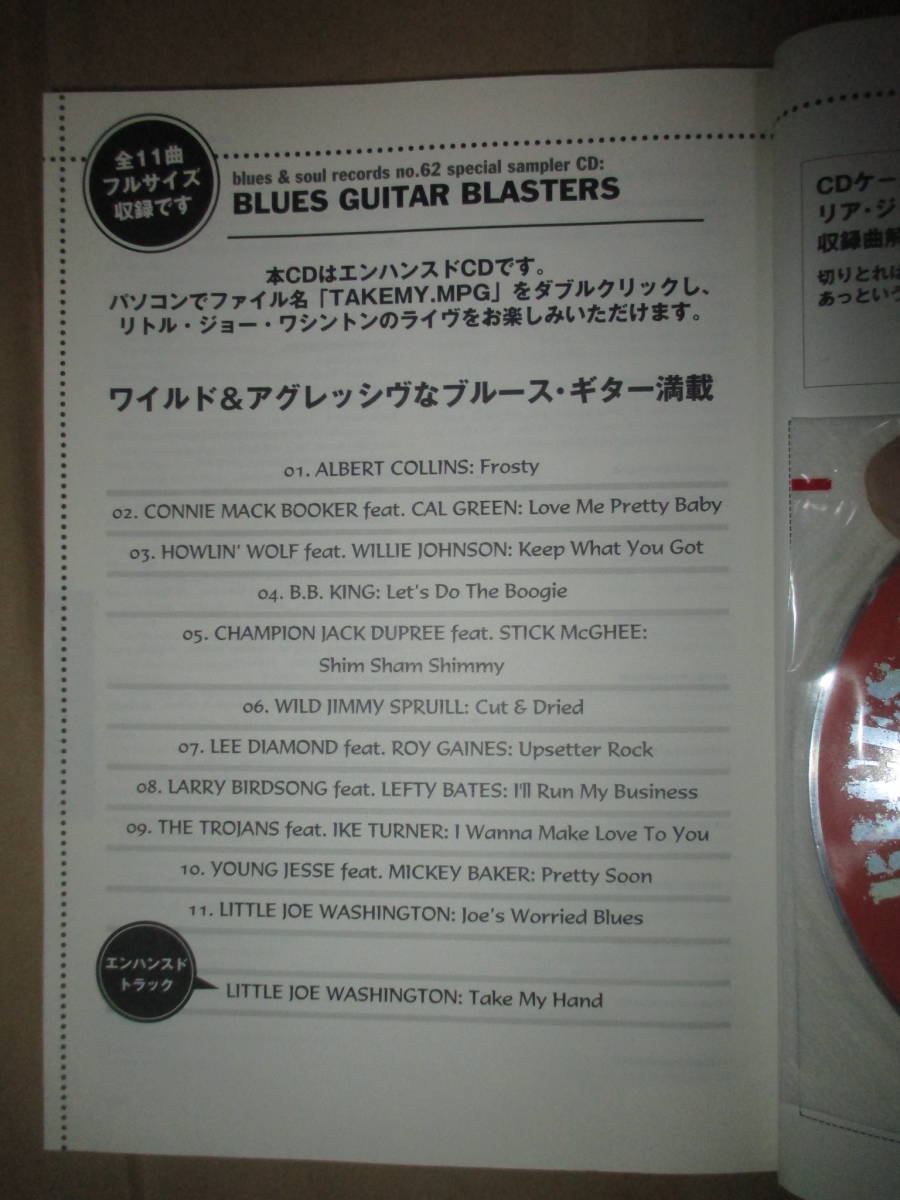 全11曲
フルサイズ
収録です
blues & soul records no.62 special sampler CD:
BLUES GUITAR BLASTERS
本CDはエンハンスドCDです。
パソコンでファイル名「TAKEMY.MPG」をダブルクリックし、
リトル・ジョー・ワシントンのライヴをお楽しみいただけます。
ワイルド&アグレッシヴなブルース・ギター満載
01. ALBERT COLLINS: Frosty
02. CONNIE MACK BOOKER feat. CAL GREEN: Love Me Pretty Baby
03. HOWLIN' WOLF feat. WILLIE JOHNSON: Keep What You Got
04. B.B. KING: Let's Do The Boogie
05. CHAMPION JACK DUPREE feat. STICK McGHEE:
Shim Sham Shimmy
06. WILD JIMMY SPRUILL: Cut & Dried
07. LEE DIAMOND feat. ROY GAINES: Upsetter Rock
08. LARRY BIRDSONG feat. LEFTY BATES: I'll Run My Business
09. THE TROJANS feat. IKE TURNER: I Wanna Make Love To You
10. YOUNG JESSE feat. MICKEY BAKER: Pretty Soon
11. LITTLE JOE WASHINGTON: Joe's Worried Blues
エンハンスド
トラック
LITTLE JOE WASHINGTON: Take My Hand
CDケー
リア・ジ
収録曲解
切りとれば
あっという